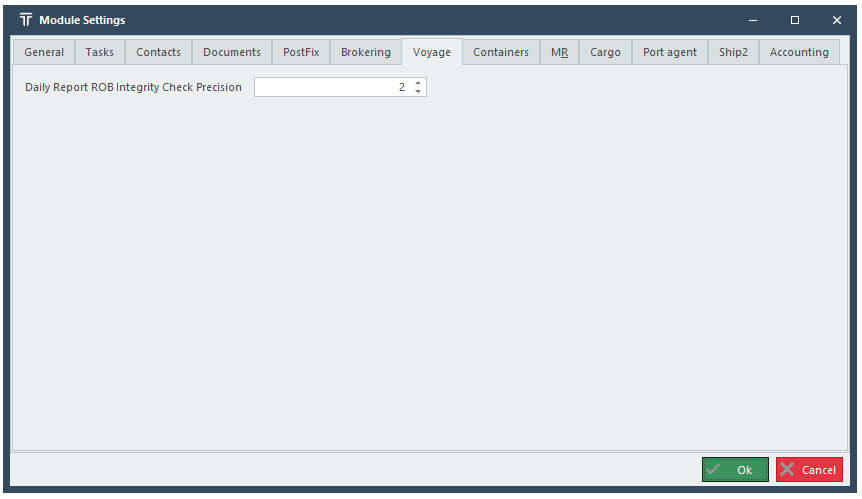 Module Settings
General Tasks Contacts Documents PostFix Brokering Voyage Containers MR Cargo Port agent Ship2 Accounting
Daily Report ROB Integrity Check Precision 2
Ok Cancel